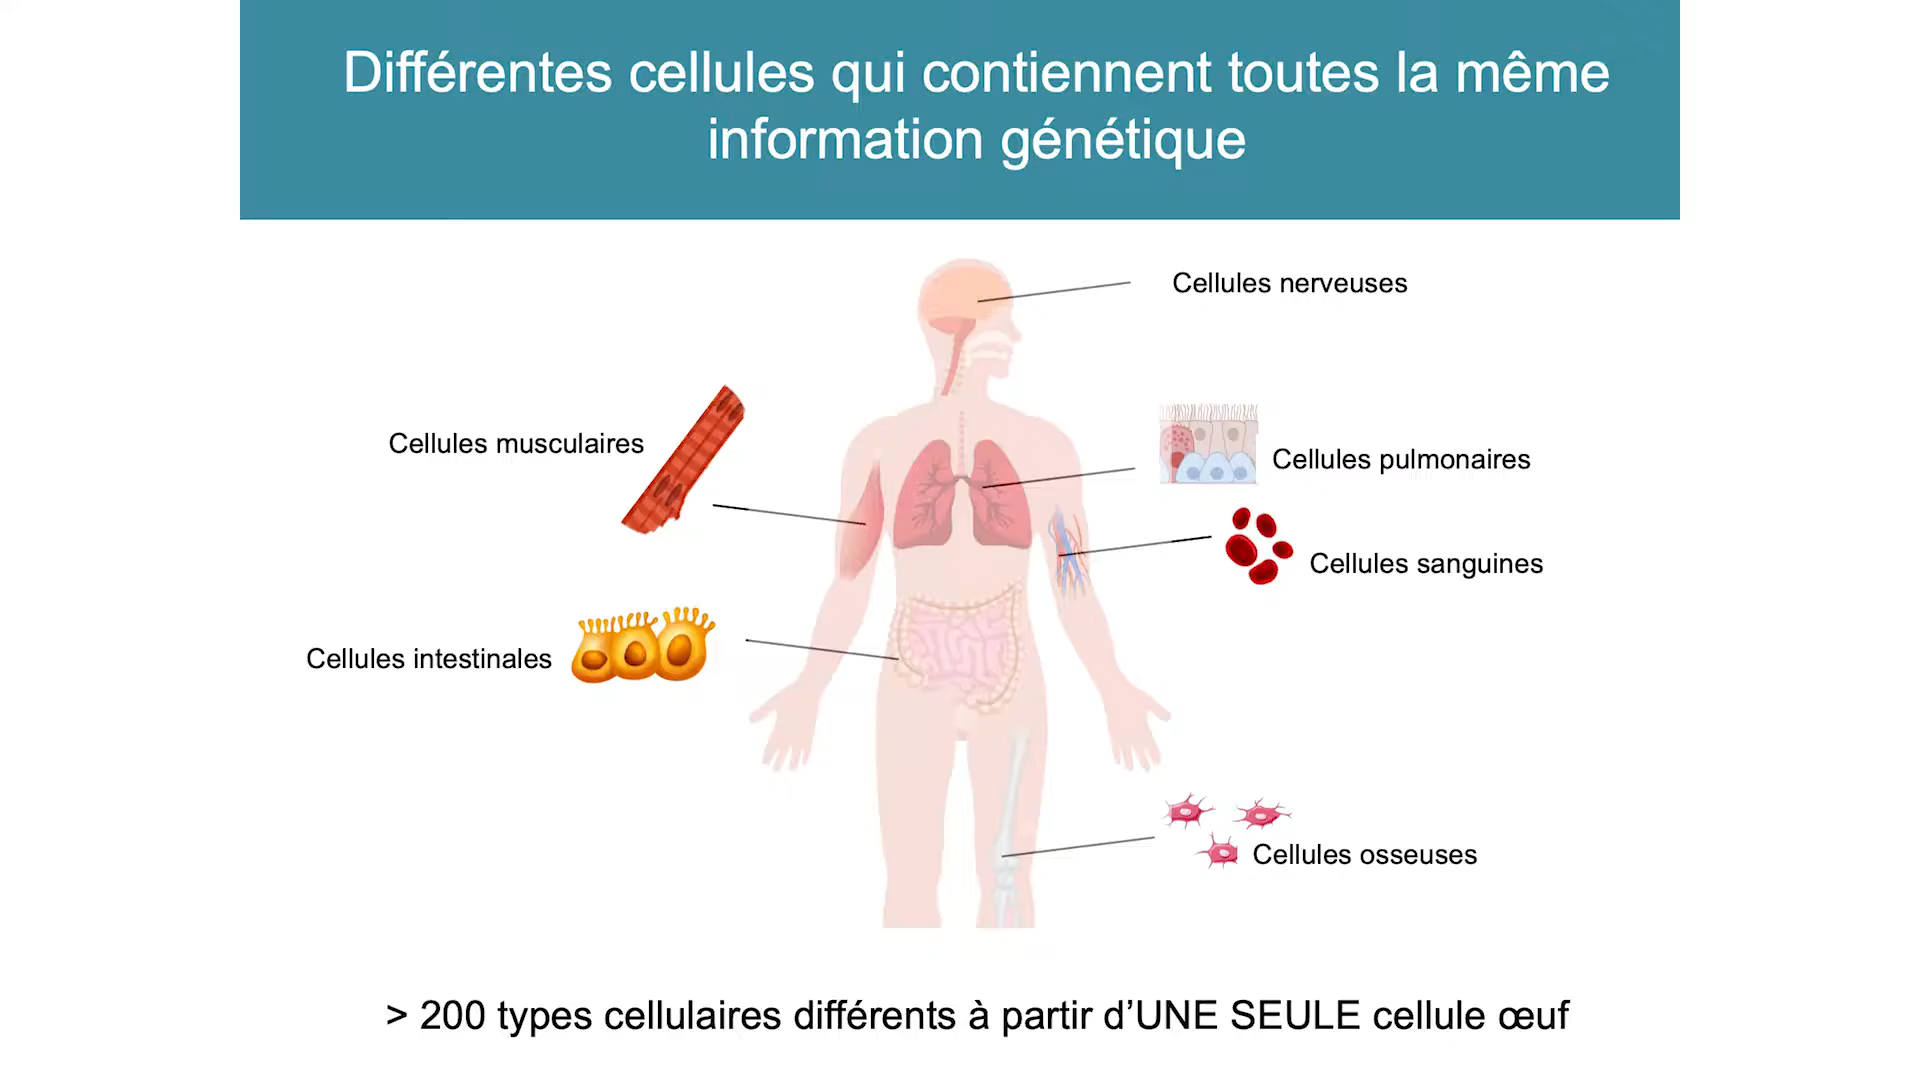 Différentes cellules qui contiennent toutes la même
information génétique
Cellules nerveuses
Cellules musculaires
Cellules pulmonaires
Cellules sanguines
Cellules intestinales
Cellules osseuses
> 200 types cellulaires différents à partir d’UNE SEULE cellule œuf